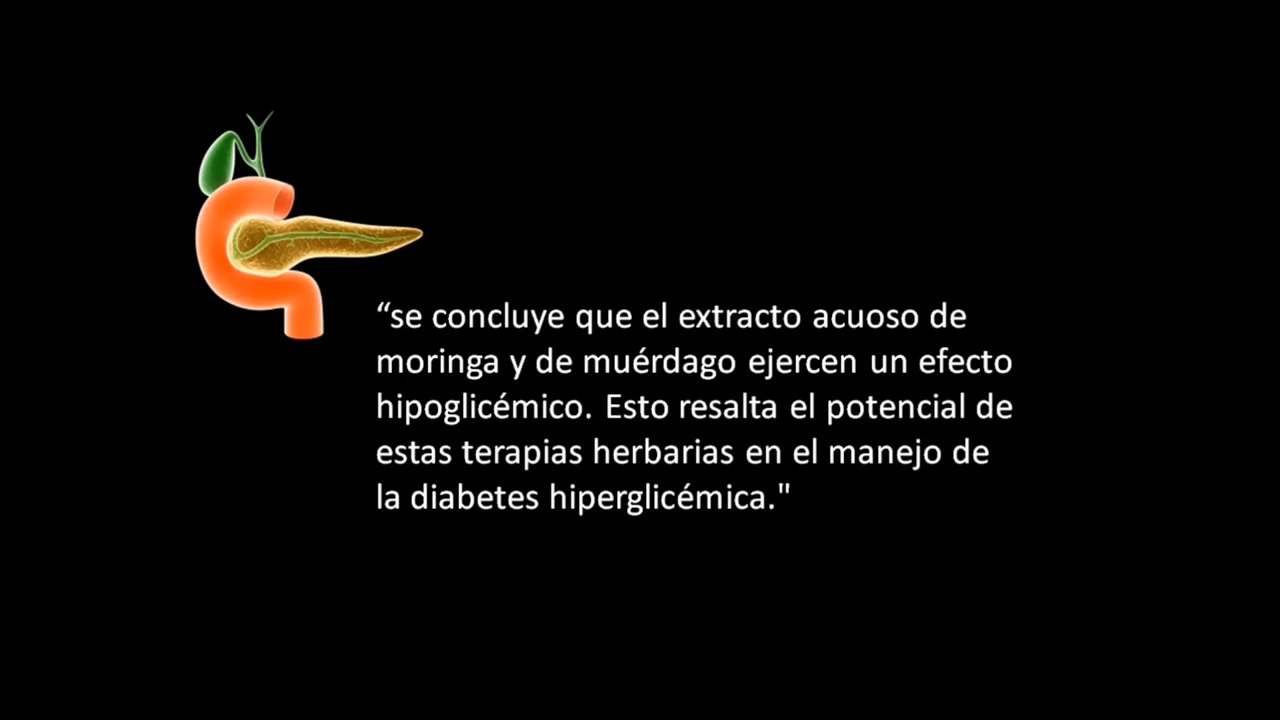 “se concluye que el extracto acuoso de
moringa y de muérdago ejercen un efecto
hipoglicémico. Esto resalta el potencial de
estas terapias herbarias en el manejo de
la diabetes hiperglicémica."